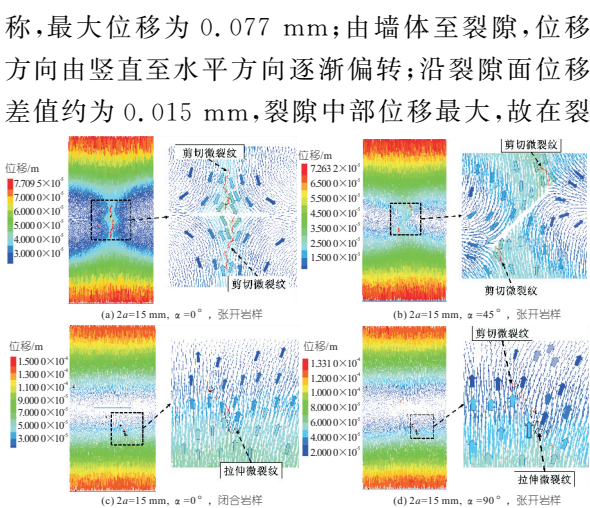 称,最大位移为 0.077 mm;由墙体至裂隙,位移
方向由竖直至水平方向逐渐偏转;沿裂隙面位移
差值约为 0.015 mm,裂隙中部位移最大,故在裂
位移/m
7.709 5×10⁻⁵
7.000 0×10⁻⁵
6.000 0×10⁻⁵
5.000 0×10⁻⁵
4.000 0×10⁻⁵
3.000 0×10⁻⁵
剪切微裂纹
剪切微裂纹
(a) 2a=15 mm, α=0°, 张开岩样
位移/m
7.263 2×10⁻⁵
6.500 0×10⁻⁵
5.500 0×10⁻⁵
4.500 0×10⁻⁵
3.500 0×10⁻⁵
2.500 0×10⁻⁵
1.500 0×10⁻⁵
剪切微裂纹
剪切微裂纹
(b) 2a=15 mm, α=45°, 张开岩样
位移/m
1.500 0×10⁻⁴
1.300 0×10⁻⁴
1.100 0×10⁻⁴
9.000 0×10⁻⁵
7.000 0×10⁻⁵
5.000 0×10⁻⁵
3.000 0×10⁻⁵
拉伸微裂纹
(c) 2a=15 mm, α=0°, 闭合岩样
位移/m
1.331 0×10⁻⁴
1.200 0×10⁻⁴
1.000 0×10⁻⁴
8.000 0×10⁻⁵
6.000 0×10⁻⁵
4.000 0×10⁻⁵
2.000 0×10⁻⁵
剪切微裂纹
拉伸微裂纹
(d) 2a=15 mm, α=90°, 张开岩样